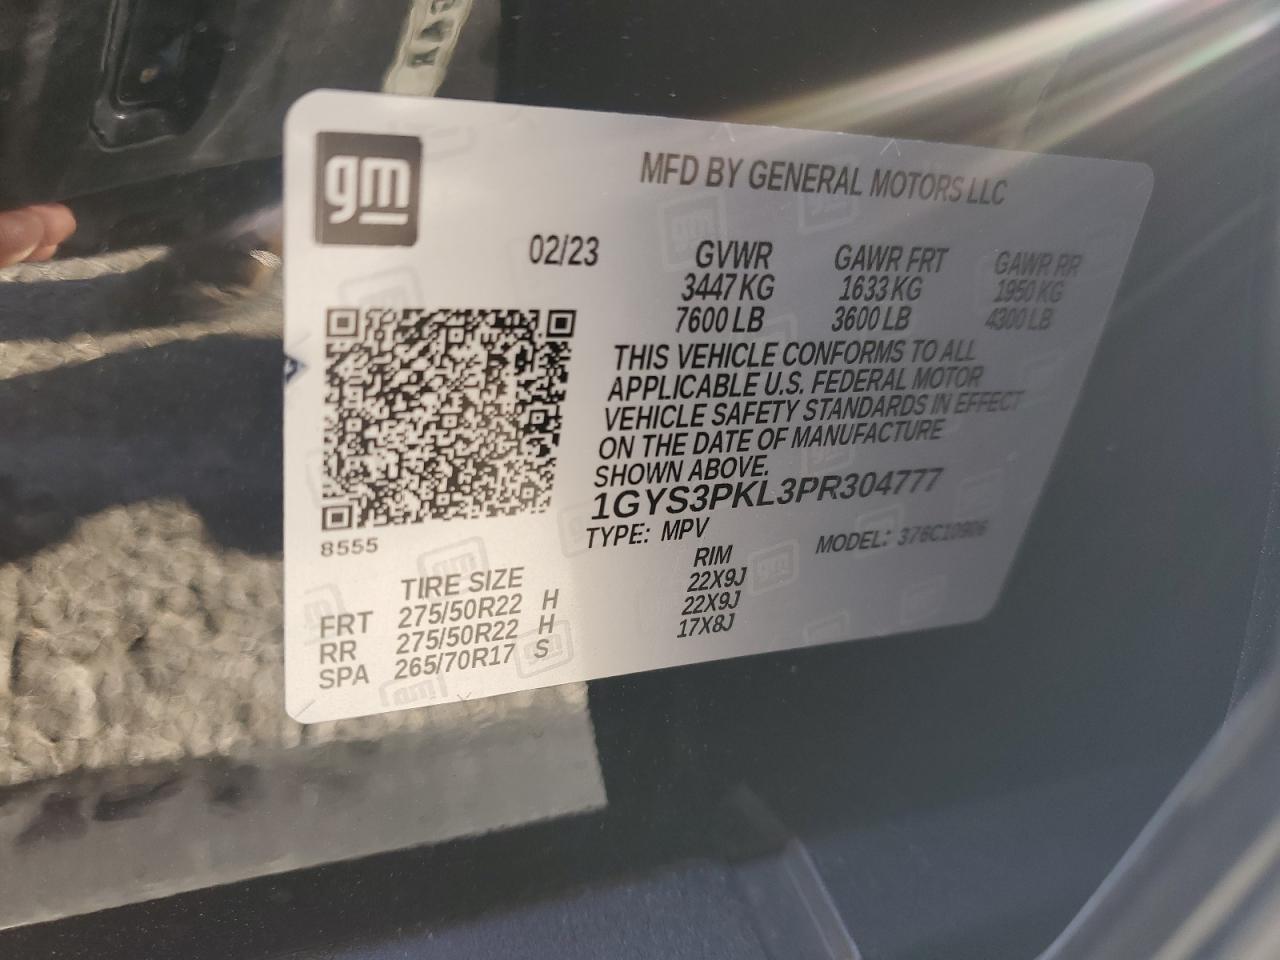 gm
MFD BY GENERAL MOTORS LLC
02/23 GVWR GAWR FRT GAWR RR
3447 KG 1633 KG 1950 KG
7600 LB 3600 LB 4300 LB
THIS VEHICLE CONFORMS TO ALL
APPLICABLE U.S. FEDERAL MOTOR
VEHICLE SAFETY STANDARDS IN EFFECT
ON THE DATE OF MANUFACTURE
SHOWN ABOVE.
1GYS3PKL3PR304777
TYPE: MPV MODEL: 376C10906
8555
TIRE SIZE RIM
FRT 275/50R22 H 22X9J
RR 275/50R22 H 22X9J
SPA 265/70R17 S 17X8J